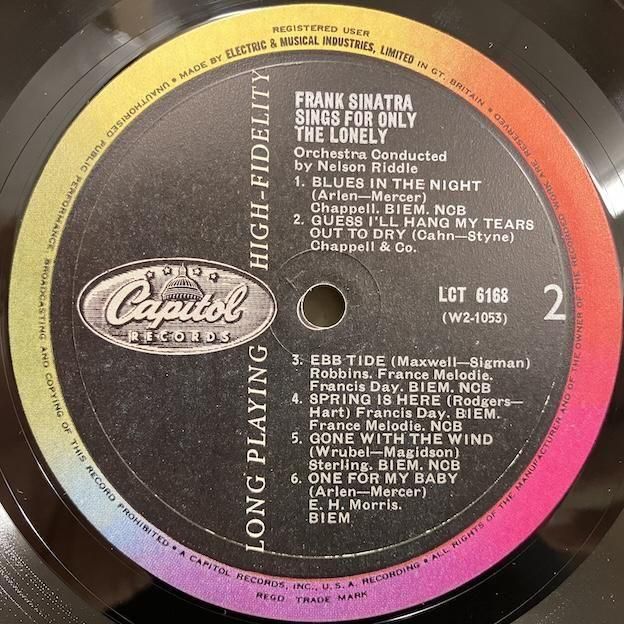 REGISTERED USER
UNAUTHORISED PUBLIC PERFORMANCE, BROADCASTING AND COPYING OF THIS RECORD PROHIBITED • MADE BY ELECTRIC & MUSICAL INDUSTRIES, LIMITED IN GT. BRITAIN • ALL RIGHTS OF THE MANUFACTURER AND OF THE OWNER OF THE RECORDED WORK ARE RESERVED •
LONG PLAYING HIGH-FIDELITY
FRANK SINATRA
SINGS FOR ONLY
THE LONELY
Orchestra Conducted
by Nelson Riddle
1. BLUES IN THE NIGHT
(Arlen—Mercer)
Chappell. BIEM. NCB
2. GUESS I'LL HANG MY TEARS
OUT TO DRY (Cahn—Styne)
Chappell & Co.
Capitol
RECORDS
LCT 6168
(W2-1053)
2
3. EBB TIDE (Maxwell—Sigman)
Robbins. France Melodie.
Francis Day. BIEM. NCB
4. SPRING IS HERE (Rodgers—
Hart) Francis Day. BIEM.
France Melodie. NCB
5. GONE WITH THE WIND
(Wrubel—Magidson)
Sterling. BIEM. NCB
6. ONE FOR MY BABY
(Arlen—Mercer)
E. H. Morris.
BIEM
• A CAPITOL RECORDS, INC., U. S. A. RECORDING •
REGD. TRADE MARK